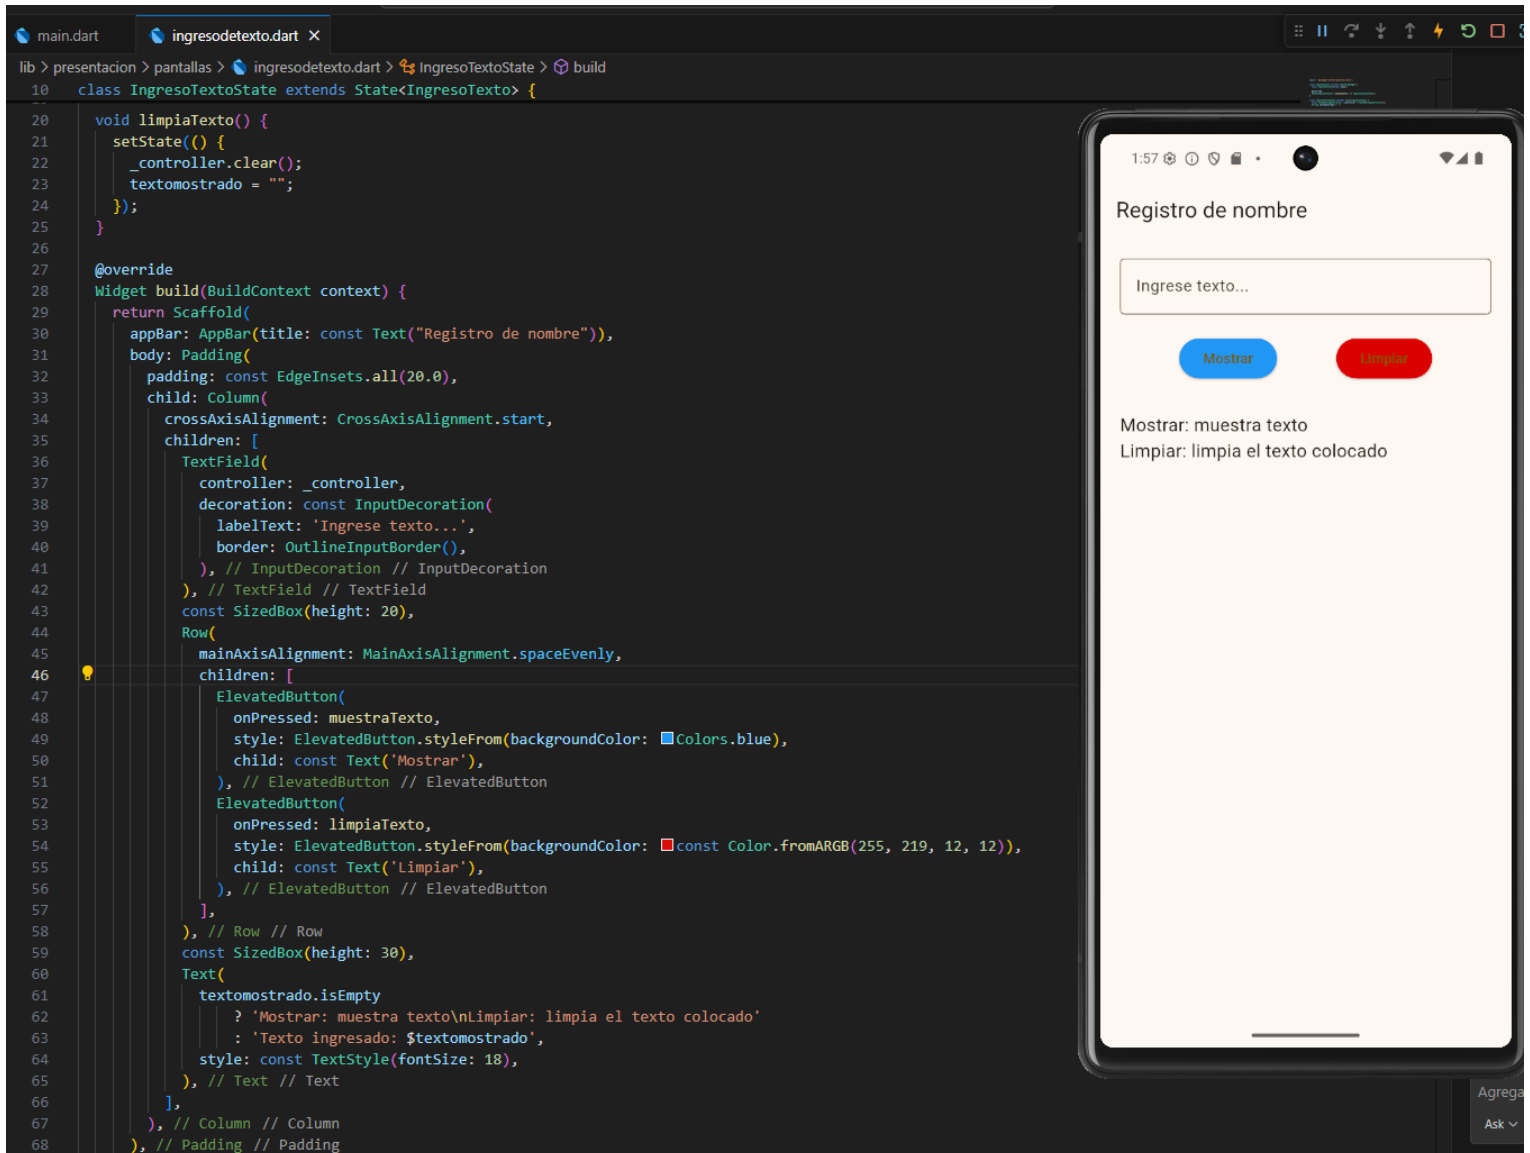 main.dart
ingresodetexto.dart
lib > presentacion > pantallas > ingresodetexto.dart > IngresoTextoState > build
10 class IngresoTextoState extends State<IngresoTexto> {
20 void limpiaTexto() {
21 setState(() {
22 _controller.clear();
23 textomostrado = "";
24 });
25 }
26
27 @override
28 Widget build(BuildContext context) {
29 return Scaffold(
30 appBar: AppBar(title: const Text("Registro de nombre")),
31 body: Padding(
32 padding: const EdgeInsets.all(20.0),
33 child: Column(
34 crossAxisAlignment: CrossAxisAlignment.start,
35 children: [
36 TextField(
37 controller: _controller,
38 decoration: const InputDecoration(
39 labelText: 'Ingrese texto...',
40 border: OutlineInputBorder(),
41 ), // InputDecoration // InputDecoration
42 ), // TextField // TextField
43 const SizedBox(height: 20),
44 Row(
45 mainAxisAlignment: MainAxisAlignment.spaceEvenly,
46 children: [
47 ElevatedButton(
48 onPressed: muestraTexto,
49 style: ElevatedButton.styleFrom(backgroundColor: Colors.blue),
50 child: const Text('Mostrar'),
51 ), // ElevatedButton // ElevatedButton
52 ElevatedButton(
53 onPressed: limpiaTexto,
54 style: ElevatedButton.styleFrom(backgroundColor: const Color.fromARGB(255, 219, 12, 12)),
55 child: const Text('Limpiar'),
56 ), // ElevatedButton // ElevatedButton
57 ],
58 ), // Row // Row
59 const SizedBox(height: 30),
60 Text(
61 textomostrado.isEmpty
62 ? 'Mostrar: muestra texto\nLimpiar: limpia el texto colocado'
63 : 'Texto ingresado: $textomostrado',
64 style: const TextStyle(fontSize: 18),
65 ), // Text // Text
66 ],
67 ), // Column // Column
68 ), // Padding // Padding
1:57
Registro de nombre
Ingrese texto...
Mostrar
Limpiar
Mostrar: muestra texto
Limpiar: limpia el texto colocado
Agrega
Ask